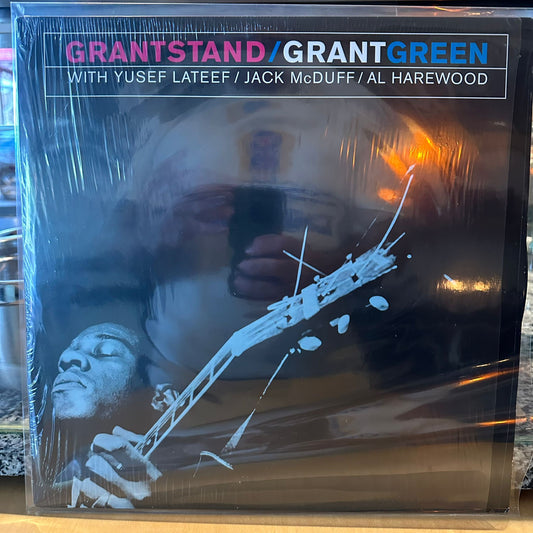 GRANTSTAND/GRANTGREEN
WITH YUSEF LATEEF/JACK McDUFF/AL HAREWOOD